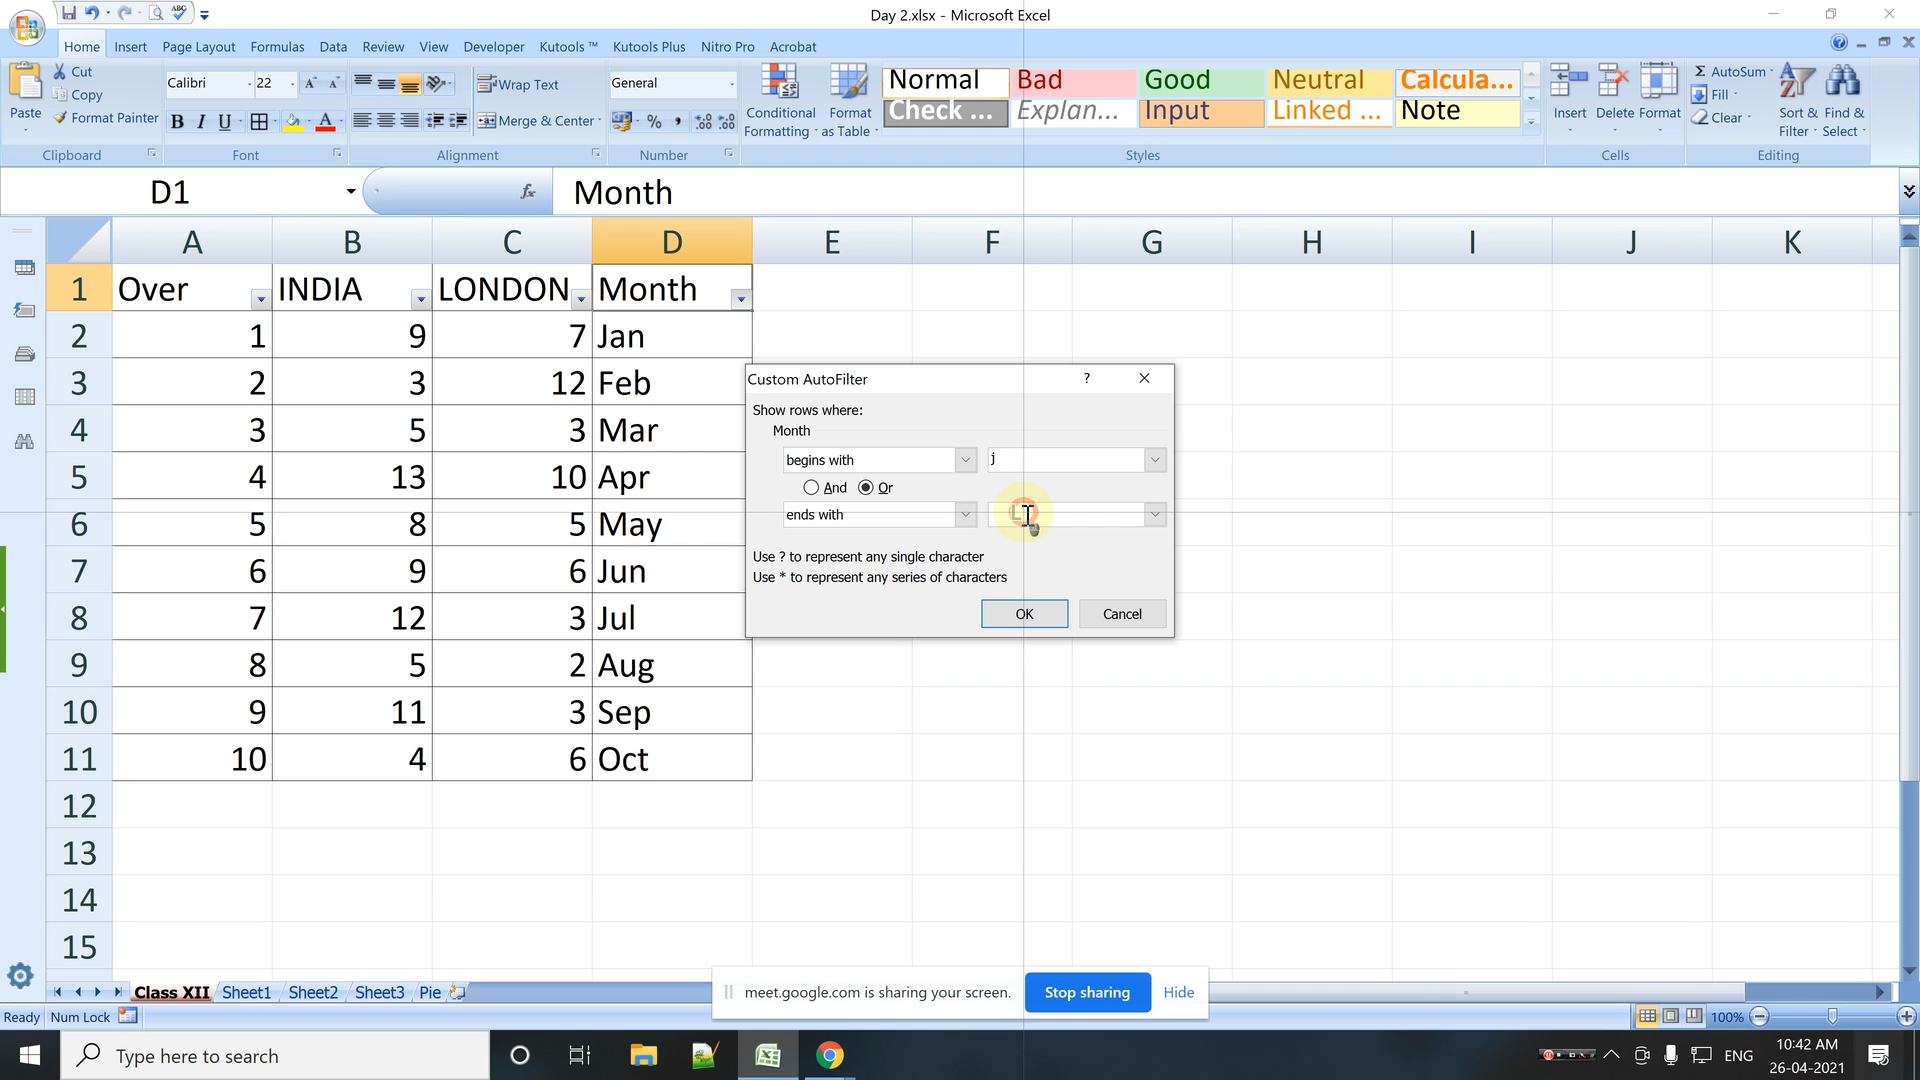 Day 2.xlsx - Microsoft Excel
Home Insert Page Layout Formulas Data Review View Developer Kutools ™ Kutools Plus Nitro Pro Acrobat
Cut
Copy
Format Painter
Paste
Clipboard
Calibri 22
B I U
Font
Wrap Text
Merge & Center
Alignment
General
%
Number
Conditional Formatting
Format as Table
Normal Bad Good Neutral Calcula...
Check ... Explan... Input Linked ... Note
Styles
Insert Delete Format
Cells
Σ AutoSum
Fill
Clear
Sort & Filter
Find & Select
Editing
D1 fx Month
A B C D E F G H I J K
1 Over INDIA LONDON Month
2 1 9 7 Jan
3 2 3 12 Feb
4 3 5 3 Mar
5 4 13 10 Apr
6 5 8 5 May
7 6 9 6 Jun
8 7 12 3 Jul
9 8 5 2 Aug
10 9 11 3 Sep
11 10 4 6 Oct
12
13
14
15
Custom AutoFilter ?
Show rows where:
Month
begins with j
And Or
ends with
Use ? to represent any single character
Use * to represent any series of characters
OK Cancel
Class XII Sheet1 Sheet2 Sheet3 Pie
meet.google.com is sharing your screen. Stop sharing Hide
Ready Num Lock 100%
Type here to search
ENG
10:42 AM
26-04-2021